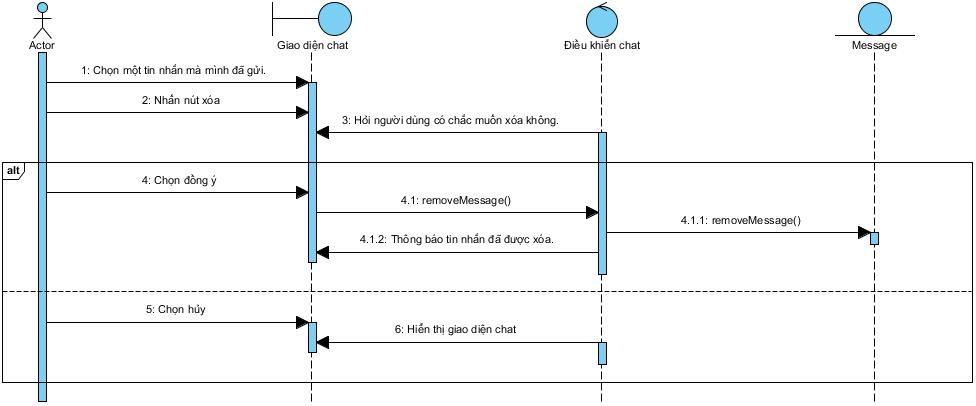 Actor
Giao diện chat
Điều khiển chat
Message
1: Chọn một tin nhắn mà mình đã gửi.
2: Nhấn nút xóa
3: Hỏi người dùng có chắc muốn xóa không.
alt
4: Chọn đồng ý
4.1: removeMessage()
4.1.1: removeMessage()
4.1.2: Thông báo tin nhắn đã được xóa.
5: Chọn hủy
6: Hiển thị giao diện chat